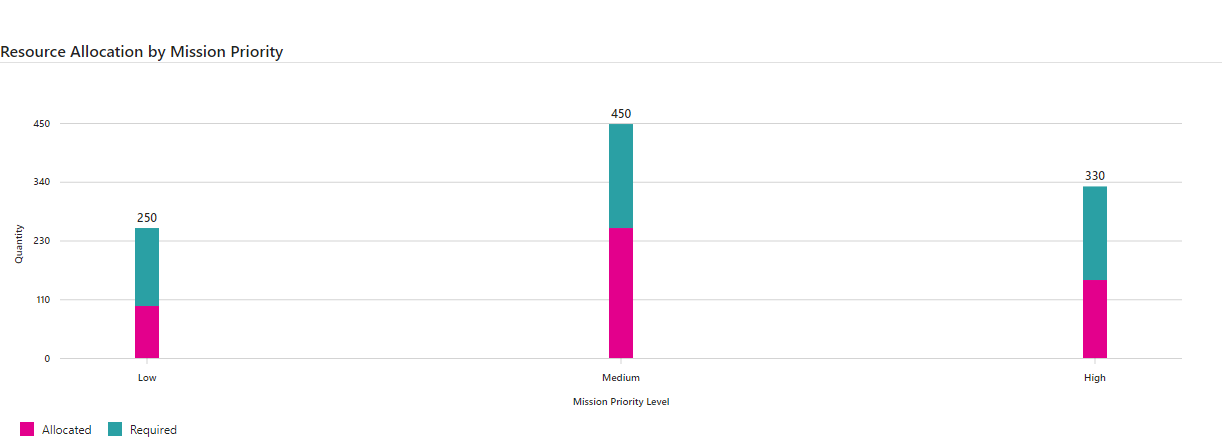 Resource Allocation by Mission Priority
450
450
340
330
250
230
Quantity
110
0
Low
Medium
High
Mission Priority Level
Allocated Required